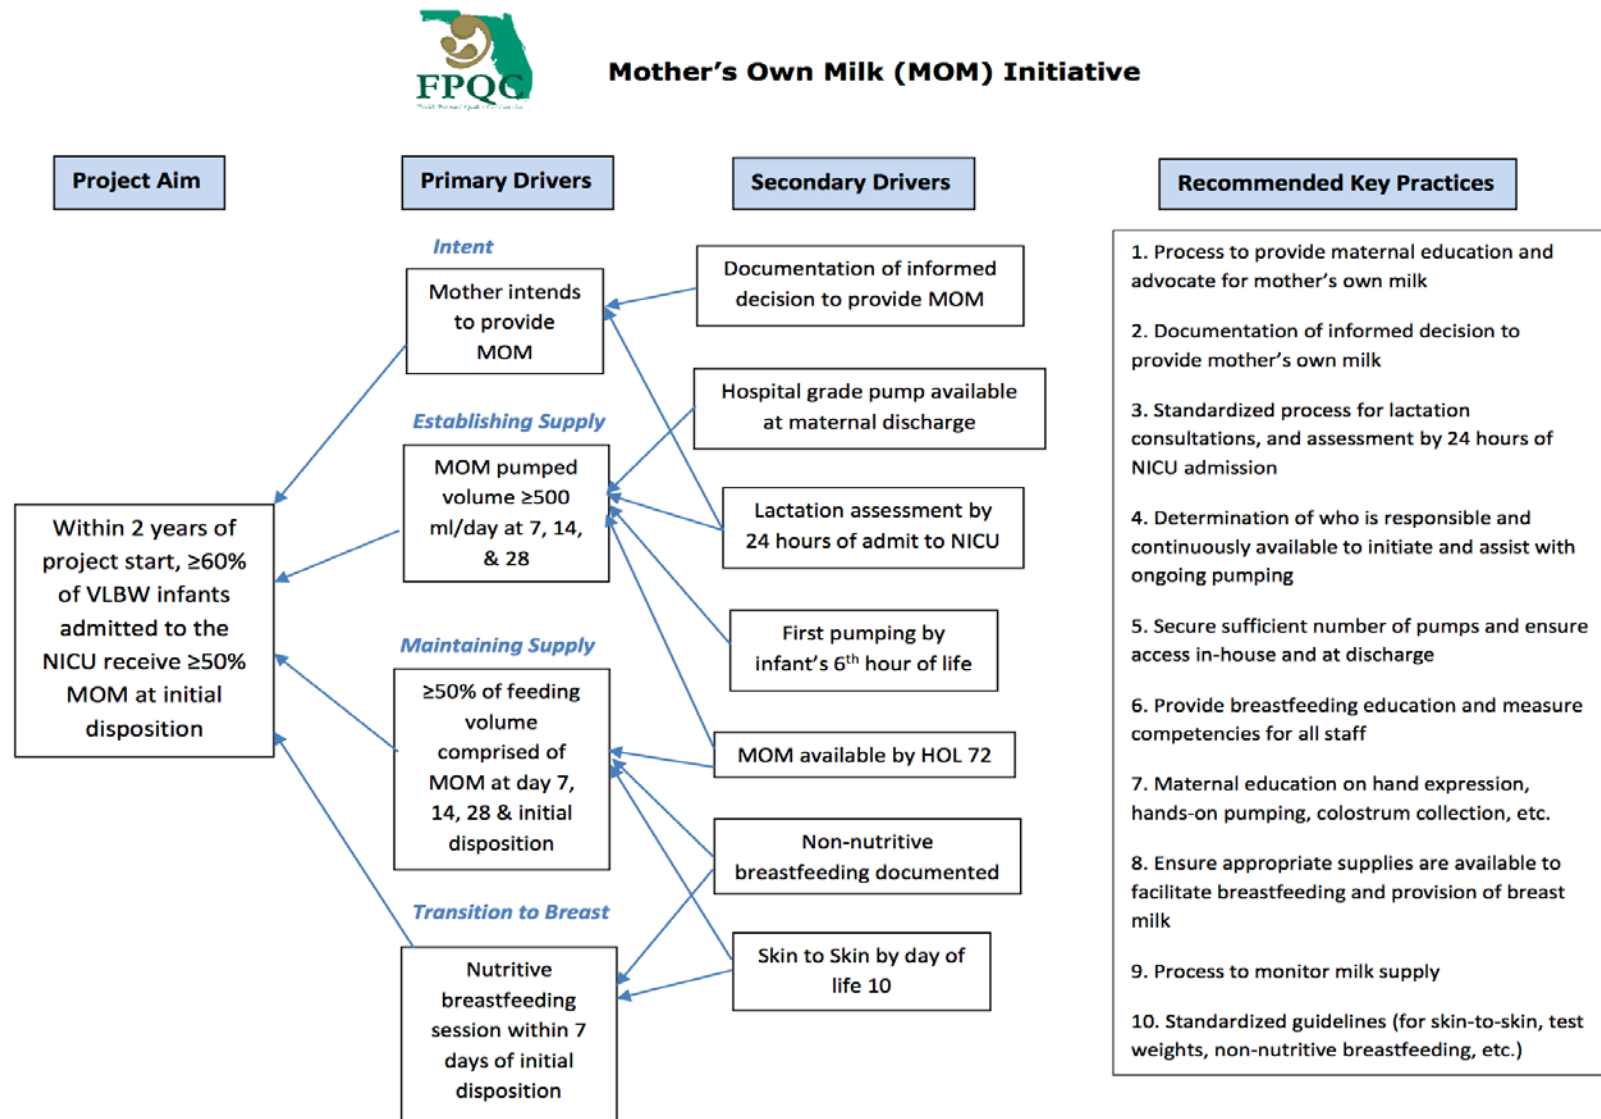 FPQC
Mother's Own Milk (MOM) Initiative
Project Aim
Primary Drivers
Secondary Drivers
Recommended Key Practices
Within 2 years of
project start, ≥60%
of VLBW infants
admitted to the
NICU receive ≥50%
MOM at initial
disposition
Intent
Mother intends
to provide
MOM
Establishing Supply
MOM pumped
volume ≥500
ml/day at 7, 14,
& 28
Maintaining Supply
≥50% of feeding
volume
comprised of
MOM at day 7,
14, 28 & initial
disposition
Transition to Breast
Nutritive
breastfeeding
session within 7
days of initial
disposition
Documentation of informed
decision to provide MOM
Hospital grade pump available
at maternal discharge
Lactation assessment by
24 hours of admit to NICU
First pumping by
infant's 6th hour of life
MOM available by HOL 72
Non-nutritive
breastfeeding documented
Skin to Skin by day of
life 10
1. Process to provide maternal education and
advocate for mother's own milk
2. Documentation of informed decision to
provide mother's own milk
3. Standardized process for lactation
consultations, and assessment by 24 hours of
NICU admission
4. Determination of who is responsible and
continuously available to initiate and assist with
ongoing pumping
5. Secure sufficient number of pumps and ensure
access in-house and at discharge
6. Provide breastfeeding education and measure
competencies for all staff
7. Maternal education on hand expression,
hands-on pumping, colostrum collection, etc.
8. Ensure appropriate supplies are available to
facilitate breastfeeding and provision of breast
milk
9. Process to monitor milk supply
10. Standardized guidelines (for skin-to-skin, test
weights, non-nutritive breastfeeding, etc.)